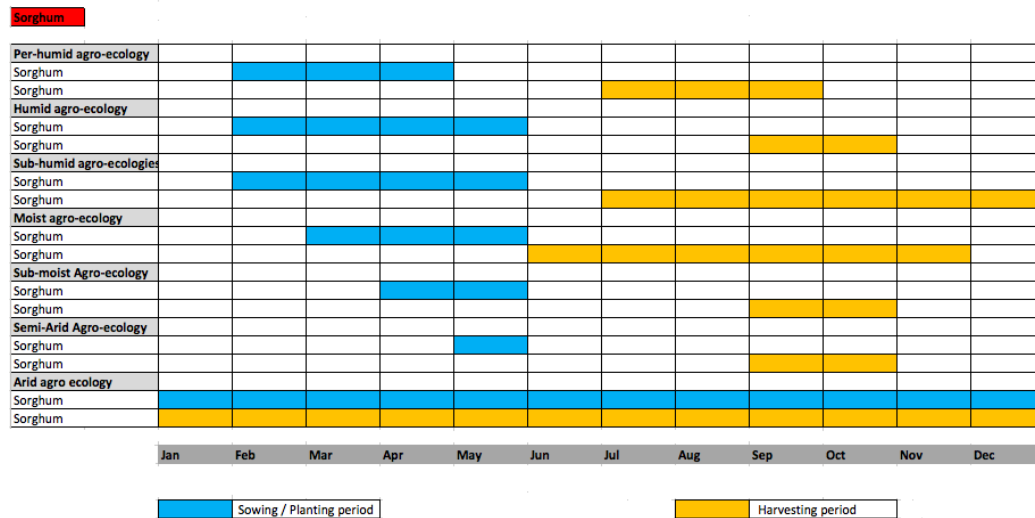 Sorghum
Per-humid agro-ecology
Sorghum
Sorghum
Humid agro-ecology
Sorghum
Sorghum
Sub-humid agro-ecologies
Sorghum
Sorghum
Moist agro-ecology
Sorghum
Sorghum
Sub-moist Agro-ecology
Sorghum
Sorghum
Semi-Arid Agro-ecology
Sorghum
Sorghum
Arid agro ecology
Sorghum
Sorghum
Jan Feb Mar Apr May Jun Jul Aug Sep Oct Nov Dec
Sowing / Planting period Harvesting period